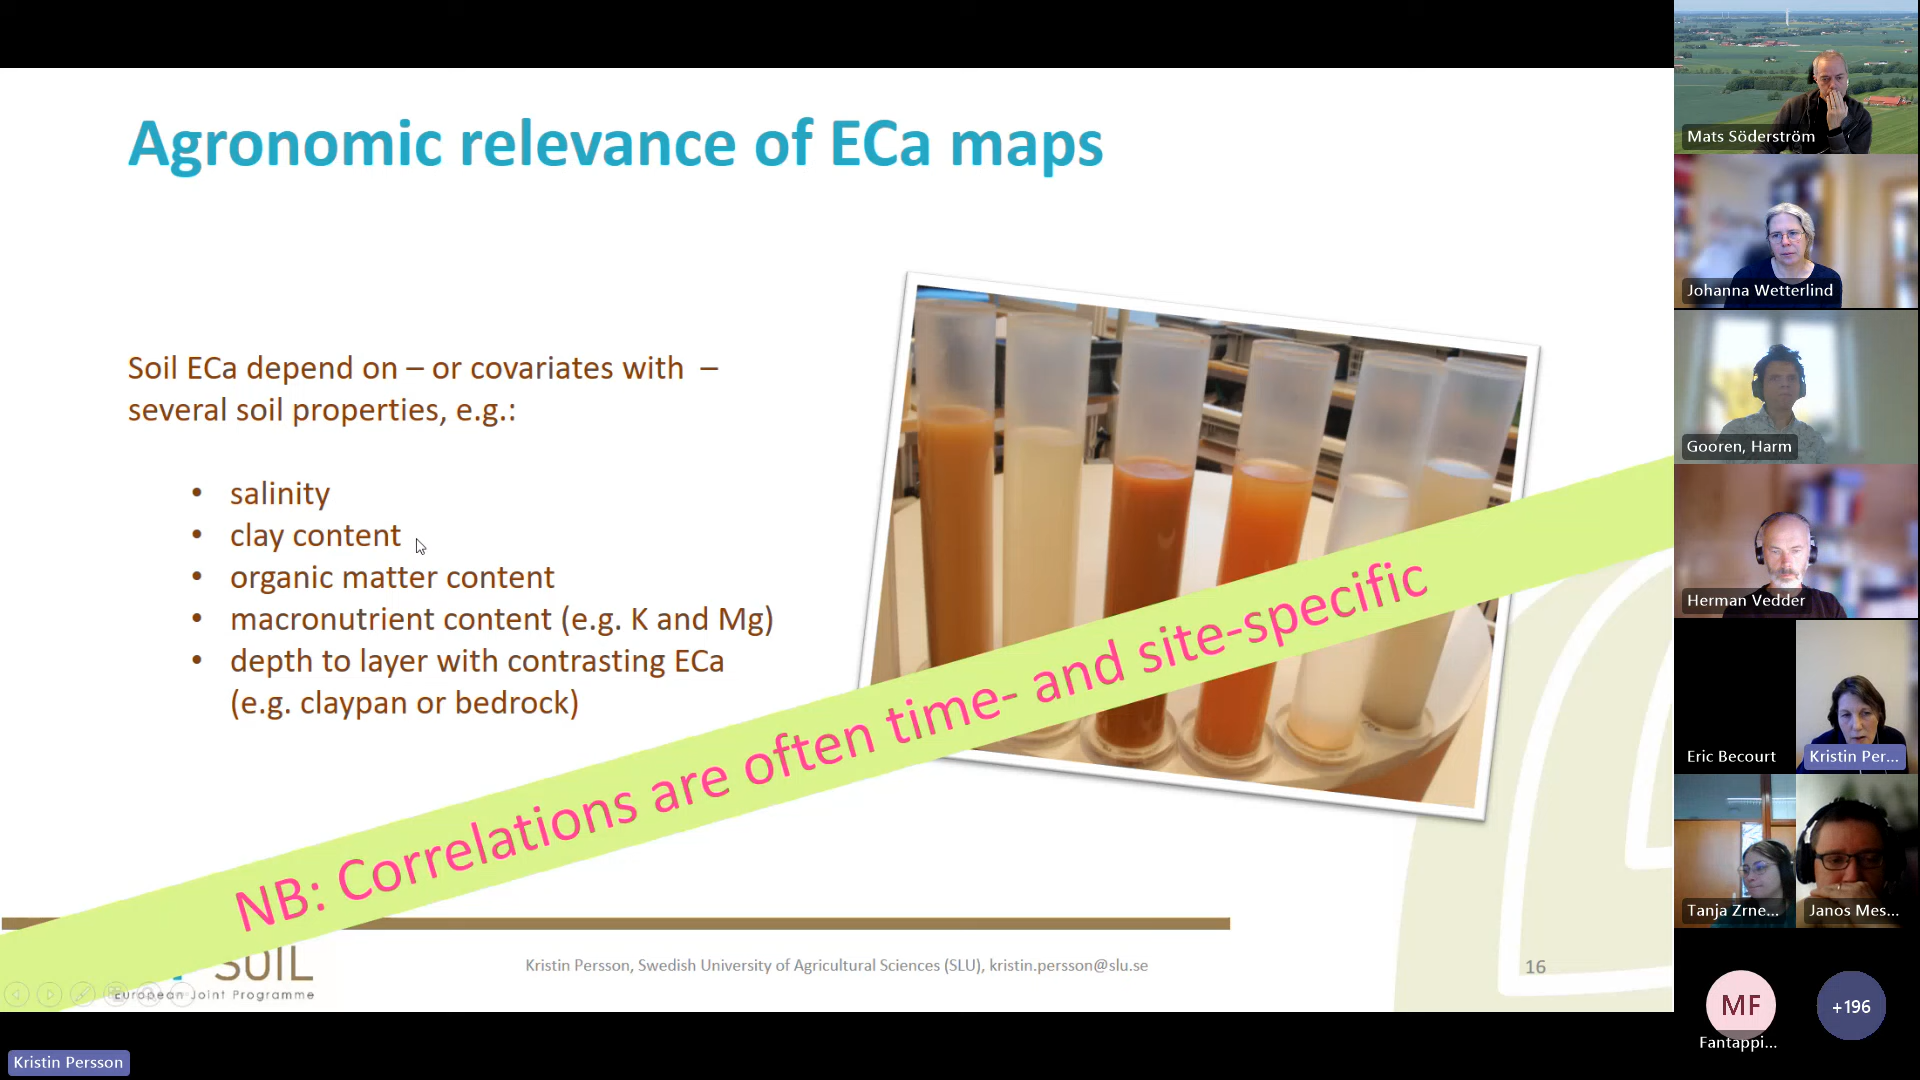 Agronomic relevance of ECa maps
Soil ECa depend on – or covariates with –
several soil properties, e.g.:
• salinity
• clay content
• organic matter content
• macronutrient content (e.g. K and Mg)
• depth to layer with contrasting ECa
(e.g. claypan or bedrock)
NB: Correlations are often time- and site-specific
SOIL
European Joint Programme
Kristin Persson, Swedish University of Agricultural Sciences (SLU), kristin.persson@slu.se
16
Kristin Persson
Mats Söderström
Johanna Wetterlind
Gooren, Harm
Herman Vedder
Eric Becourt
Kristin Per...
Tanja Zrne...
Janos Mes...
MF
Fantappi...
+196